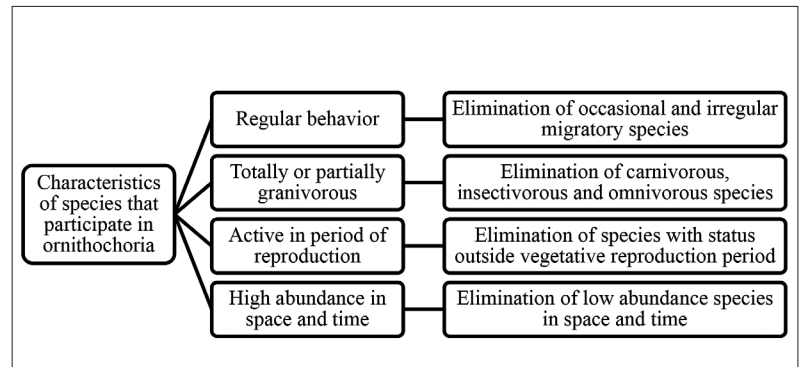 Characteristics
of species that
participate in
ornithochoria
Regular behavior
Elimination of occasional and irregular
migratory species
Totally or partially
granivorous
Elimination of carnivorous,
insectivorous and omnivorous species
Active in period of
reproduction
Elimination of species with status
outside vegetative reproduction period
High abundance in
space and time
Elimination of low abundance species
in space and time